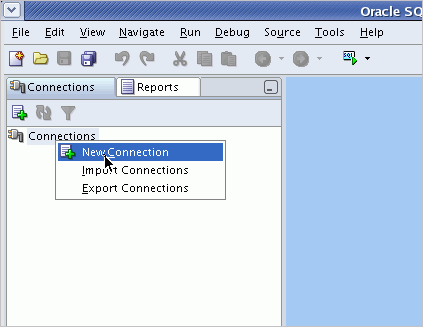 Oracle SQ
File Edit View Navigate Run Debug Source Tools Help
Connections Reports
Connections
New Connection
Import Connections
Export Connections